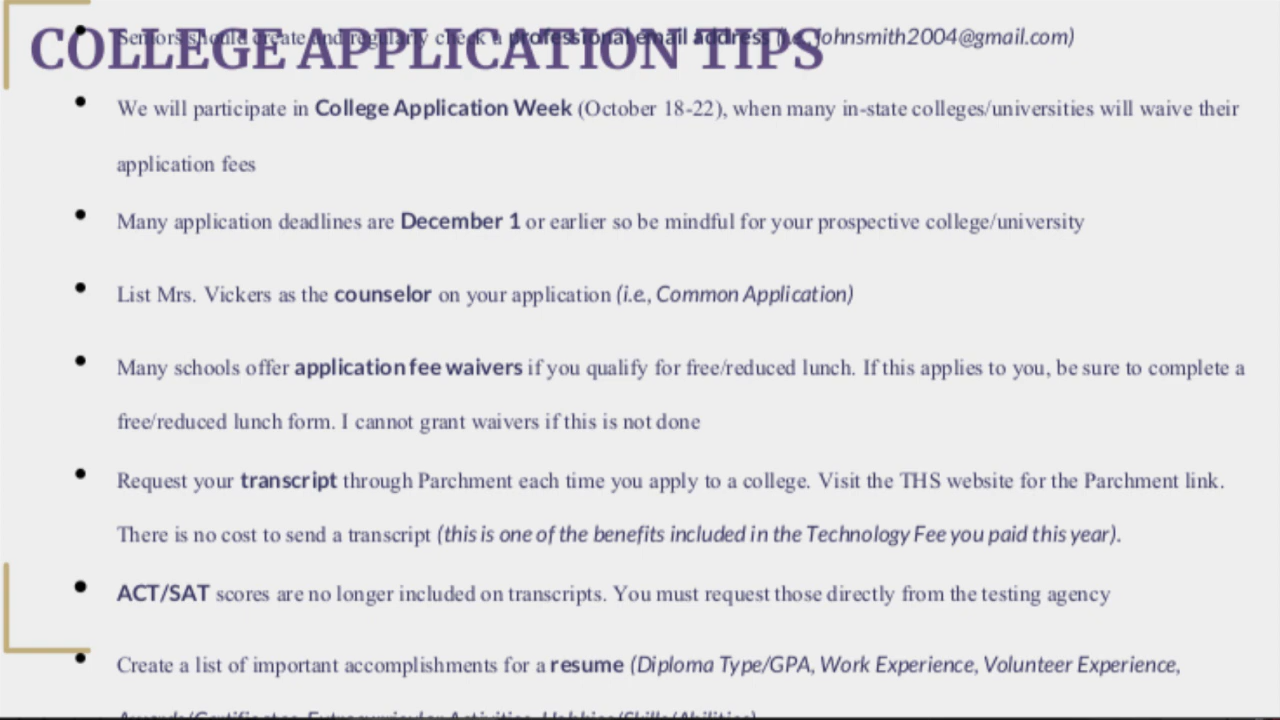 COLLEGE APPLICATION TIPS
Seniors should create and regularly check a professional email address (i.e., johnsmith2004@gmail.com)
We will participate in College Application Week (October 18-22), when many in-state colleges/universities will waive their
application fees
Many application deadlines are December 1 or earlier so be mindful for your prospective college/university
List Mrs. Vickers as the counselor on your application (i.e., Common Application)
Many schools offer application fee waivers if you qualify for free/reduced lunch. If this applies to you, be sure to complete a
free/reduced lunch form. I cannot grant waivers if this is not done
Request your transcript through Parchment each time you apply to a college. Visit the THS website for the Parchment link.
There is no cost to send a transcript (this is one of the benefits included in the Technology Fee you paid this year).
ACT/SAT scores are no longer included on transcripts. You must request those directly from the testing agency
Create a list of important accomplishments for a resume (Diploma Type/GPA, Work Experience, Volunteer Experience,
Awards/Certificates, Extracurricular Activities, Hobbies/Skills/Abilities)